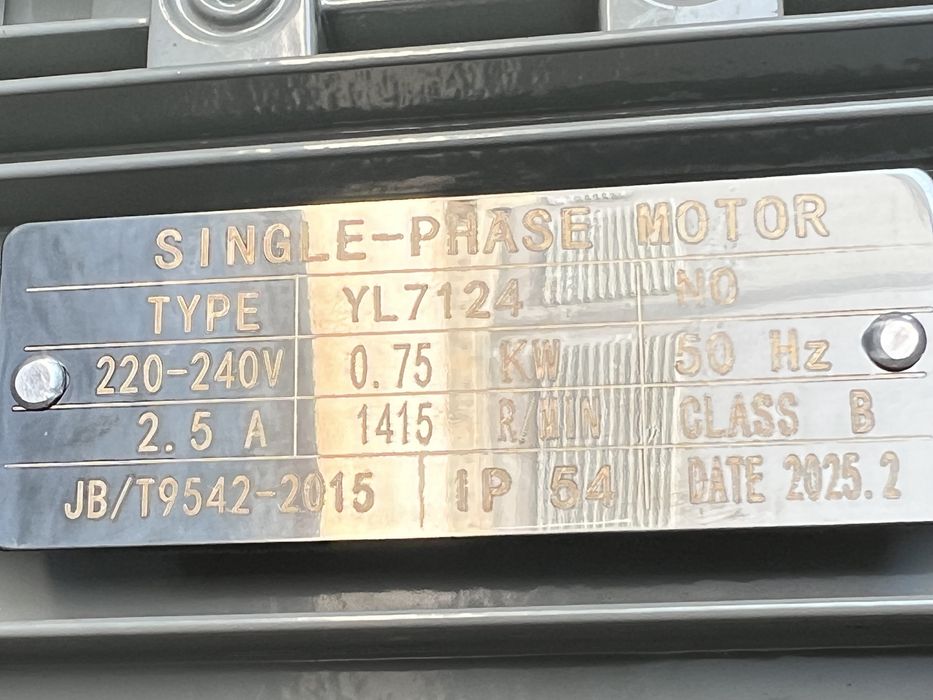 SINGLE-PHASE MOTOR
TYPE YL7124 NO
220-240V 0.75 KW 50 Hz
2.5 A 1415 R/MIN CLASS B
JB/T9542-2015 IP 54 DATE 2025.2